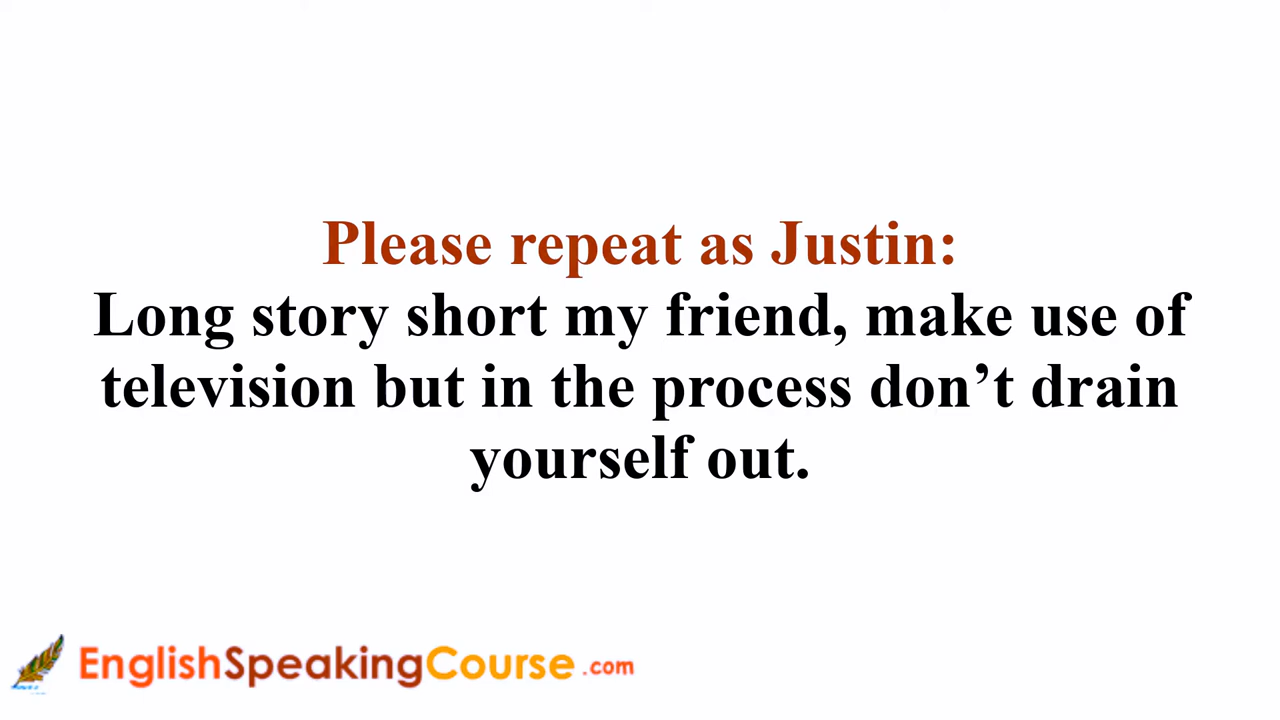 Please repeat as Justin:
Long story short my friend, make use of
television but in the process don’t drain
yourself out.
EnglishSpeakingCourse.com